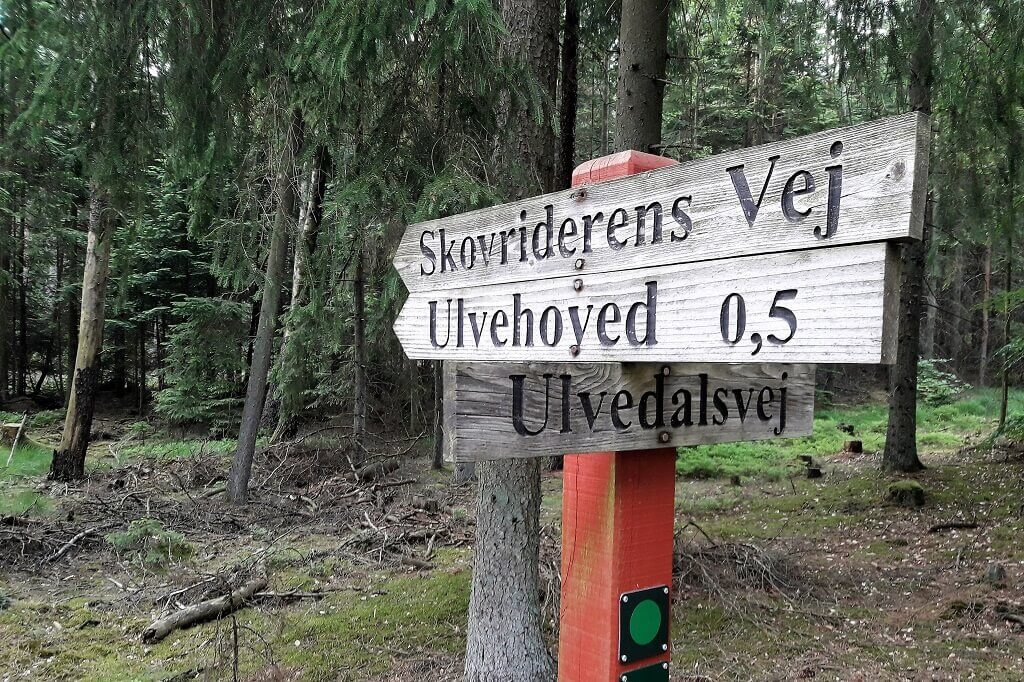 Skovriderens Vej
Ulvehoved 0,5
Ulvedalsvej